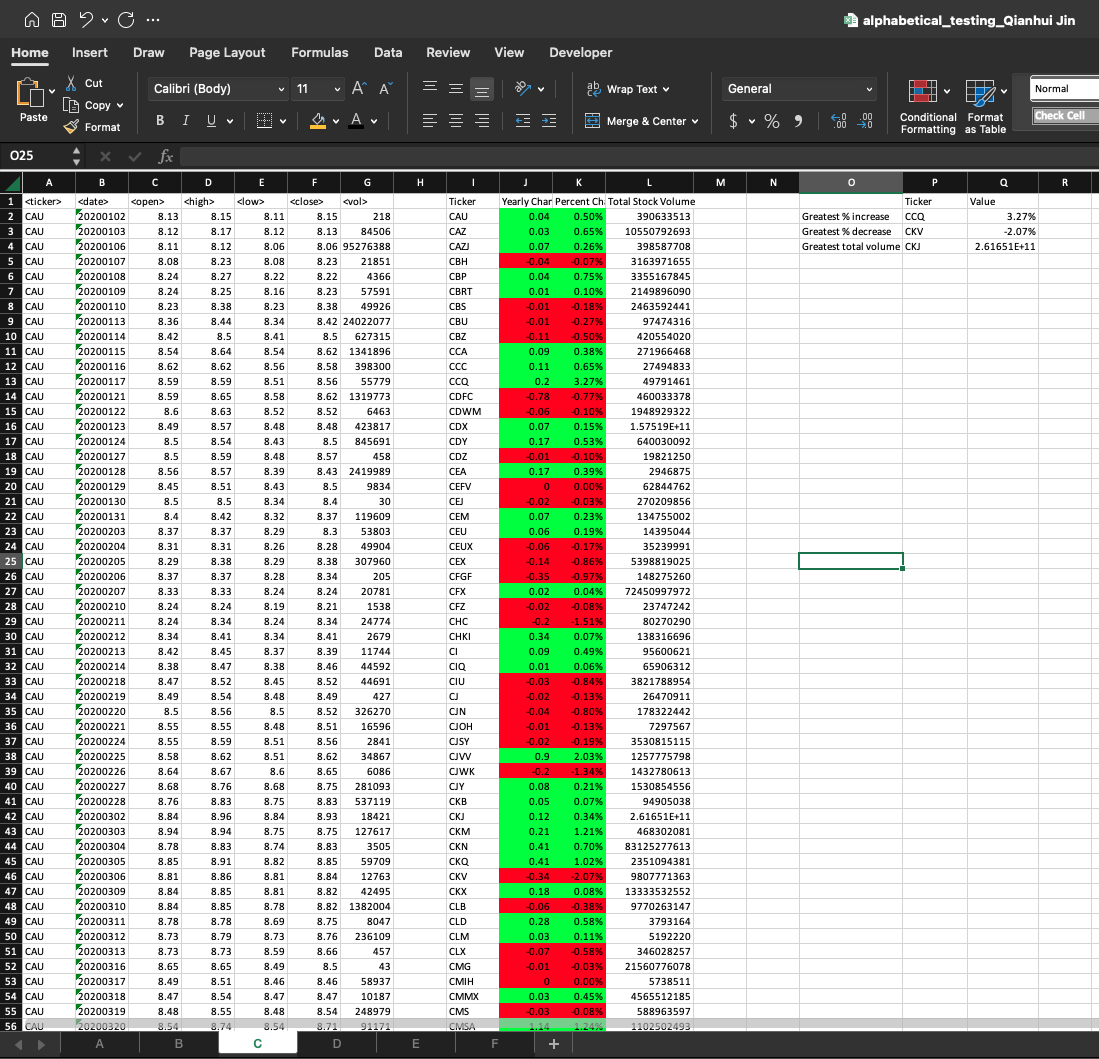 alphabetical_testing_Qianhui Jin
Home Insert Draw Page Layout Formulas Data Review View Developer
Paste Cut Copy Format
Calibri (Body) 11 A A
B I U A
ab Wrap Text
Merge & Center
General
$ % 9
Conditional Formatting Format as Table
Normal
Check Cell
O25 fx
A B C D E F G H I J K L M N O P Q R
1 <ticker> <date> <open> <high> <low> <close> <vol> Ticker Yearly Char Percent Ch Total Stock Volume Ticker Value
2 CAU 20200102 8.13 8.15 8.11 8.15 218 CAU 0.04 0.50% 390633513 Greatest % increase CCQ 3.27%
3 CAU 20200103 8.12 8.17 8.12 8.13 84506 CAZ 0.03 0.65% 10550792693 Greatest % decrease CKV -2.07%
4 CAU 20200106 8.11 8.12 8.06 8.06 95276388 CAZJ 0.07 0.26% 398587708 Greatest total volume CKJ 2.61651E+11
5 CAU 20200107 8.08 8.23 8.08 8.23 21851 CBH -0.04 -0.07% 3163971655
6 CAU 20200108 8.24 8.27 8.22 8.22 4366 CBP 0.04 0.75% 3355167845
7 CAU 20200109 8.24 8.25 8.16 8.23 57591 CBRT 0.01 0.10% 2149896090
8 CAU 20200110 8.23 8.38 8.23 8.38 49926 CBS -0.01 -0.18% 2463592441
9 CAU 20200113 8.36 8.44 8.34 8.42 24022077 CBU -0.01 -0.27% 97474316
10 CAU 20200114 8.42 8.5 8.41 8.5 627315 CBZ -0.11 -0.50% 420554020
11 CAU 20200115 8.54 8.64 8.54 8.62 1341896 CCA 0.09 0.38% 271966468
12 CAU 20200116 8.62 8.62 8.56 8.58 398300 CCC 0.11 0.65% 27494833
13 CAU 20200117 8.59 8.59 8.51 8.56 55779 CCQ 0.2 3.27% 49791461
14 CAU 20200121 8.59 8.65 8.58 8.62 1319773 CDFC -0.78 -0.77% 460033378
15 CAU 20200122 8.6 8.63 8.52 8.52 6463 CDWM -0.06 -0.10% 1948929322
16 CAU 20200123 8.49 8.57 8.48 8.48 423817 CDX 0.07 0.15% 1.57519E+11
17 CAU 20200124 8.5 8.54 8.43 8.5 845691 CDY 0.17 0.53% 640030092
18 CAU 20200127 8.5 8.59 8.48 8.57 458 CDZ -0.01 -0.10% 19821250
19 CAU 20200128 8.56 8.57 8.39 8.43 2419989 CEA 0.17 0.39% 2946875
20 CAU 20200129 8.45 8.51 8.43 8.5 9834 CEFV 0 0.00% 62844762
21 CAU 20200130 8.5 8.5 8.34 8.4 30 CEJ -0.02 -0.03% 270209856
22 CAU 20200131 8.4 8.42 8.32 8.37 119609 CEM 0.07 0.23% 134755002
23 CAU 20200203 8.37 8.37 8.29 8.3 53803 CEU 0.06 0.19% 14395044
24 CAU 20200204 8.31 8.31 8.26 8.28 49904 CEUX -0.06 -0.17% 35239991
25 CAU 20200205 8.29 8.38 8.29 8.38 307960 CEX -0.14 -0.86% 5398819025
26 CAU 20200206 8.37 8.37 8.28 8.34 205 CFGF -0.35 -0.97% 148275260
27 CAU 20200207 8.33 8.33 8.24 8.24 20781 CFX 0.02 0.04% 72450997972
28 CAU 20200210 8.24 8.24 8.19 8.21 1538 CFZ -0.02 -0.08% 23747242
29 CAU 20200211 8.24 8.34 8.24 8.34 24774 CHC -0.2 -1.51% 80270290
30 CAU 20200212 8.34 8.41 8.34 8.41 2679 CHKI 0.34 0.07% 138316696
31 CAU 20200213 8.42 8.45 8.37 8.39 11744 CI 0.09 0.49% 95600621
32 CAU 20200214 8.38 8.47 8.38 8.46 44592 CIQ 0.01 0.06% 65906312
33 CAU 20200218 8.47 8.52 8.45 8.52 44691 CIU -0.03 -0.84% 3821788954
34 CAU 20200219 8.49 8.54 8.48 8.49 427 CJ -0.02 -0.13% 26470911
35 CAU 20200220 8.5 8.56 8.5 8.52 326270 CJN -0.04 -0.80% 178322442
36 CAU 20200221 8.55 8.55 8.48 8.51 16596 CJOH -0.01 -0.13% 7297567
37 CAU 20200224 8.55 8.59 8.51 8.56 2841 CJSY -0.02 -0.19% 3530815115
38 CAU 20200225 8.58 8.62 8.51 8.62 34867 CJVV 0.9 2.03% 1257775798
39 CAU 20200226 8.64 8.67 8.6 8.65 6086 CJWK -0.2 -1.34% 1432780613
40 CAU 20200227 8.68 8.76 8.68 8.75 281093 CJY 0.08 0.21% 1530854556
41 CAU 20200228 8.76 8.83 8.75 8.83 537119 CKB 0.05 0.07% 94905038
42 CAU 20200302 8.84 8.96 8.84 8.93 18421 CKJ 0.12 0.34% 2.61651E+11
43 CAU 20200303 8.94 8.94 8.75 8.75 127617 CKM 0.21 1.21% 468302081
44 CAU 20200304 8.78 8.83 8.74 8.83 3505 CKN 0.41 0.70% 83125277613
45 CAU 20200305 8.85 8.91 8.82 8.85 59709 CKQ 0.41 1.02% 2351094381
46 CAU 20200306 8.81 8.86 8.81 8.84 12763 CKV -0.34 -2.07% 9807771363
47 CAU 20200309 8.84 8.85 8.81 8.82 42495 CKX 0.18 0.08% 13333532552
48 CAU 20200310 8.84 8.85 8.78 8.82 1382004 CLB -0.06 -0.38% 9770263147
49 CAU 20200311 8.78 8.78 8.69 8.75 8047 CLD 0.28 0.58% 3793164
50 CAU 20200312 8.73 8.79 8.73 8.76 236109 CLM 0.03 0.11% 5192220
51 CAU 20200313 8.73 8.73 8.59 8.66 457 CLX -0.07 -0.58% 346028257
52 CAU 20200316 8.65 8.65 8.49 8.5 43 CMG -0.01 -0.03% 21560776078
53 CAU 20200317 8.49 8.51 8.46 8.46 58937 CMIH 0 0.00% 5738511
54 CAU 20200318 8.47 8.54 8.47 8.47 10187 CMMX 0.03 0.45% 4565512185
55 CAU 20200319 8.48 8.55 8.48 8.54 248979 CMS -0.03 -0.08% 588963597
56 CAU 20200320 8.54 8.74 8.54 8.71 91171 CMSA 1.14 1.24% 1102502493
A B C D E F +